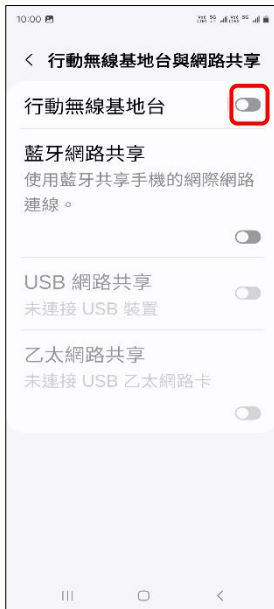 10:00
行動無線基地台與網路共享
行動無線基地台
藍牙網路共享
使用藍牙共享手機的網際網路
連線。
USB 網路共享
未連接 USB 裝置
乙太網路共享
未連接 USB 乙太網路卡